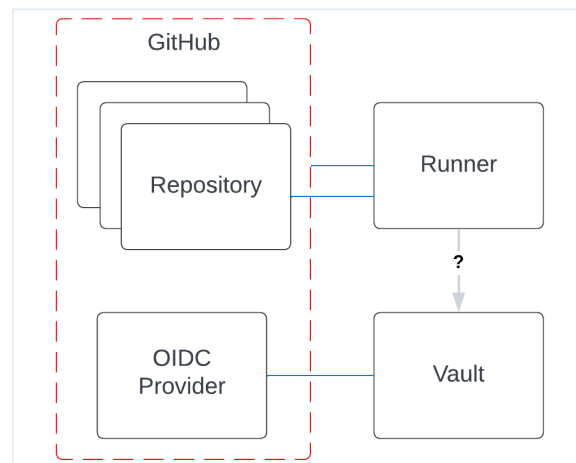 GitHub
Repository
Runner
?
OIDC
Provider
Vault